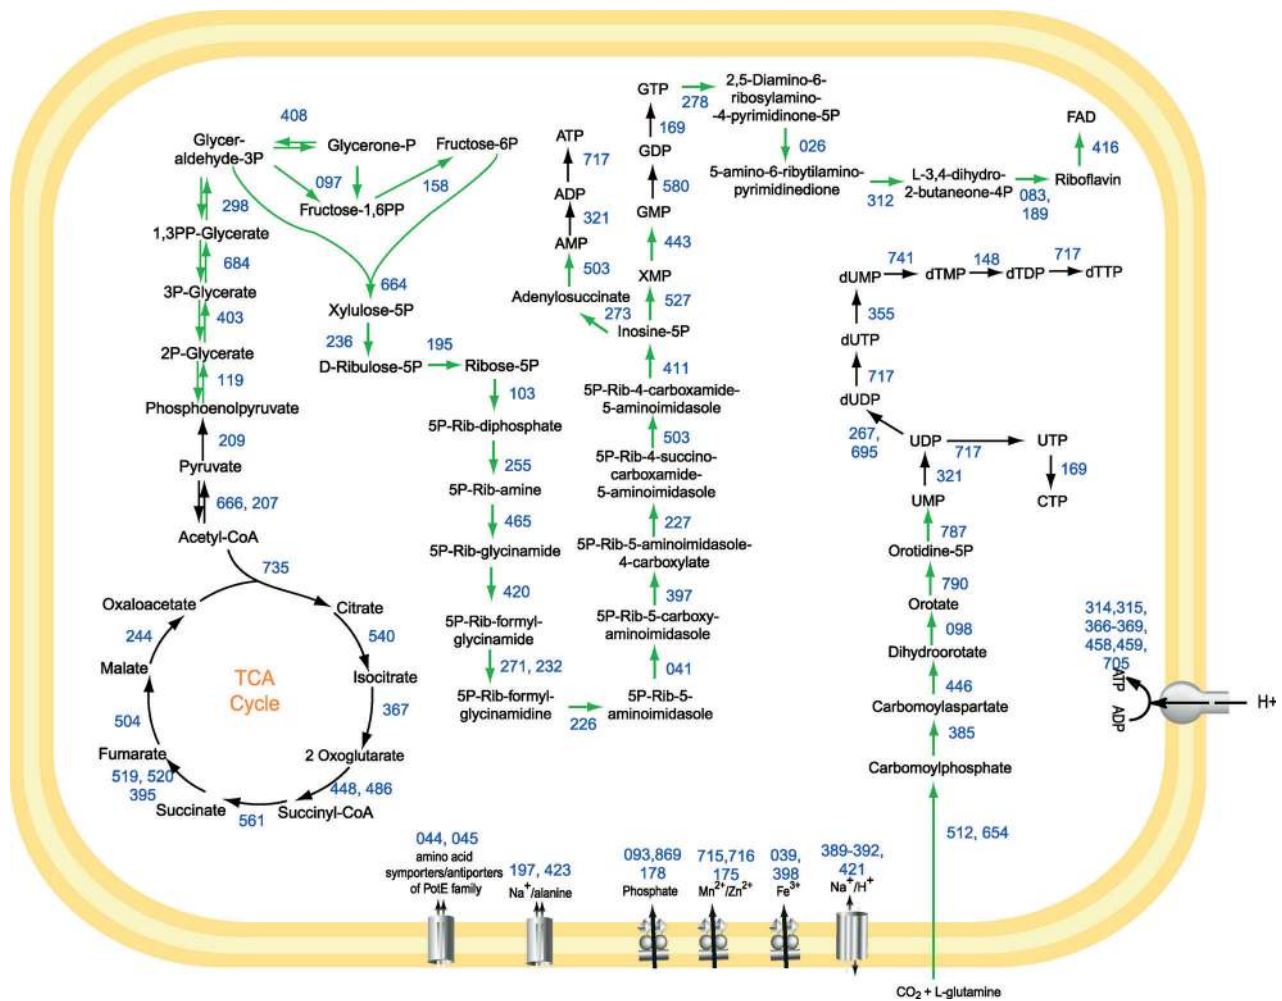 408
Glycer-
aldehyde-3P
Glycerone-P
Fructose-6P
097
158
Fructose-1,6PP
298
1,3PP-Glycerate
684
3P-Glycerate
403
2P-Glycerate
119
Phosphoenolpyruvate
209
Pyruvate
666, 207
Acetyl-CoA
664
Xylulose-5P
236
D-Ribulose-5P
195
Ribose-5P
103
5P-Rib-diphosphate
255
5P-Rib-amine
465
5P-Rib-glycinamide
420
5P-Rib-formyl-
glycinamide
271, 232
5P-Rib-formyl-
glycinamidine
226
5P-Rib-5-
aminoimidasole
041
5P-Rib-5-carboxy-
aminoimidasole
397
5P-Rib-5-aminoimidasole-
4-carboxylate
227
5P-Rib-4-succino-
carboxamide-
5-aminoimidasole
503
5P-Rib-4-carboxamide-
5-aminoimidasole
411
Inosine-5P
273
Adenylosuccinate
503
AMP
321
ADP
717
ATP
527
XMP
443
GMP
580
GDP
169
GTP
278
2,5-Diamino-6-
ribosylamino-
-4-pyrimidinone-5P
026
5-amino-6-ribytilamino-
pyrimidinedione
312
L-3,4-dihydro-
2-butaneone-4P
083,
189
Riboflavin
416
FAD
741
148
717
dUMP
dTMP
dTDP
dTTP
355
dUTP
717
dUDP
267,
695
UDP
717
UTP
169
CTP
321
UMP
787
Orotidine-5P
790
Orotate
098
Dihydroorotate
446
Carbomoylaspartate
385
Carbomoylphosphate
512, 654
CO2 + L-glutamine
735
Oxaloacetate
Citrate
244
540
Malate
TCA
Cycle
Isocitrate
504
367
Fumarate
2 Oxoglutarate
519, 520
395
448, 486
Succinate
Succinyl-CoA
561
314,315,
366-369,
458,459,
705
ATP
ADP
H+
044, 045
amino acid
symporters/antiporters
of PotE family
197, 423
Na+/alanine
093,869
178
Phosphate
715,716
175
Mn2+/Zn2+
039,
398
Fe3+
389-392,
421
Na+/H+